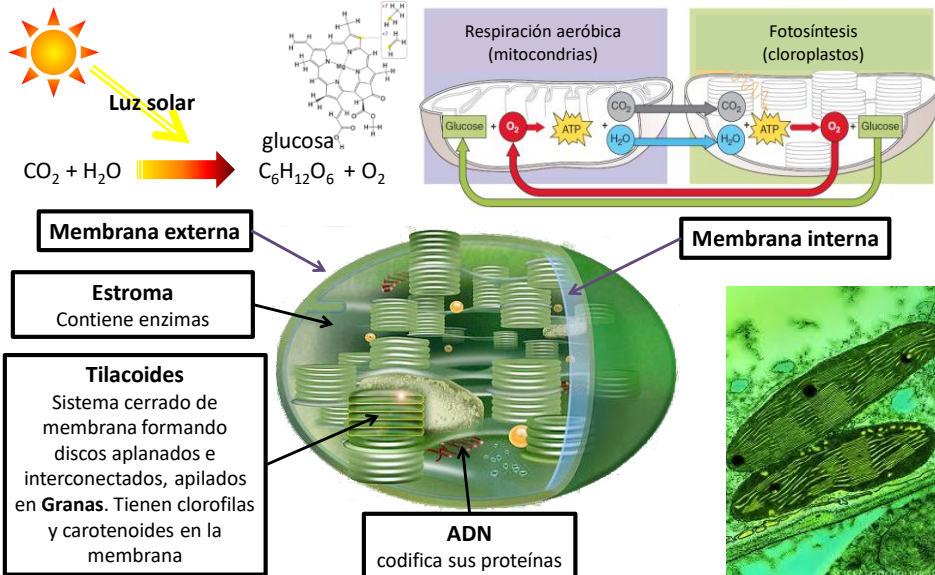 Luz solar
glucosa
CO2 + H2O
C6H12O6 + O2
Respiración aeróbica
(mitocondrias)
Fotosíntesis
(cloroplastos)
Glucose + O2
ATP
+
CO2
H2O
CO2
H2O
+
ATP
O2 + Glucose
Mg
Membrana externa
Membrana interna
Estroma
Contiene enzimas
Tilacoides
Sistema cerrado de
membrana formando
discos aplanados e
interconectados, apilados
en Granas. Tienen clorofilas
y carotenoides en la
membrana
ADN
codifica sus proteínas